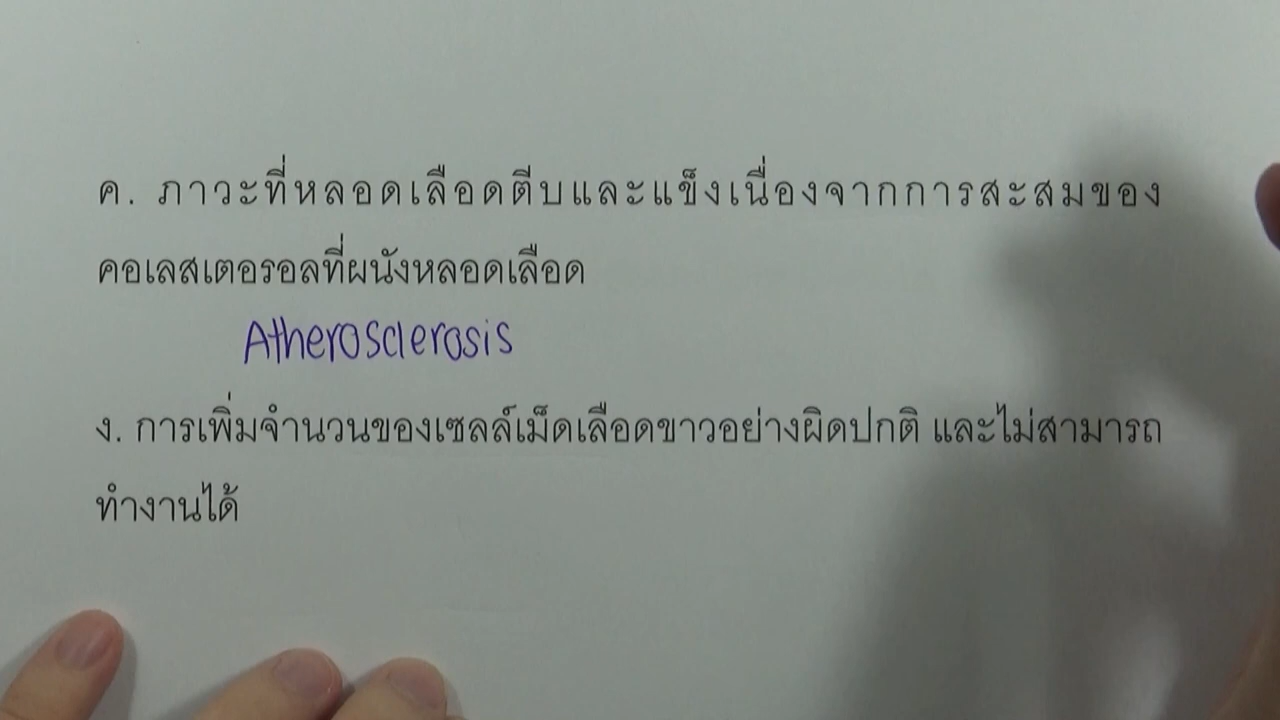 ค. ภาวะที่หลอดเลือดตีบและแข็งเนื่องจากการสะสมของ
คอเลสเตอรอลที่ผนังหลอดเลือด
Atherosclerosis
ง. การเพิ่มจำนวนของเซลล์เม็ดเลือดขาวอย่างผิดปกติ และไม่สามารถ
ทำงานได้